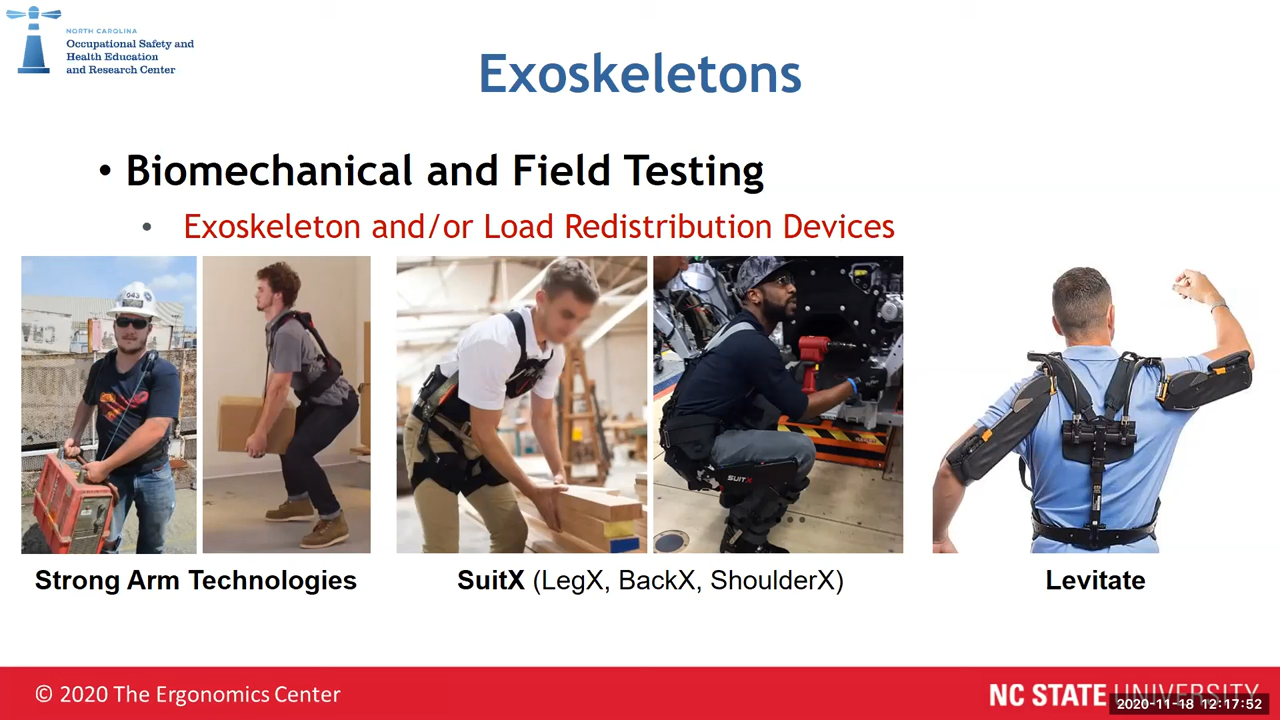 NORTH CAROLINA
Occupational Safety and
Health Education
and Research Center
Exoskeletons
• Biomechanical and Field Testing
• Exoskeleton and/or Load Redistribution Devices
043
SUITX
Strong Arm Technologies
SuitX (LegX, BackX, ShoulderX)
Levitate
© 2020 The Ergonomics Center
NC STATE UNIVERSITY
2020-11-18 12:17:52